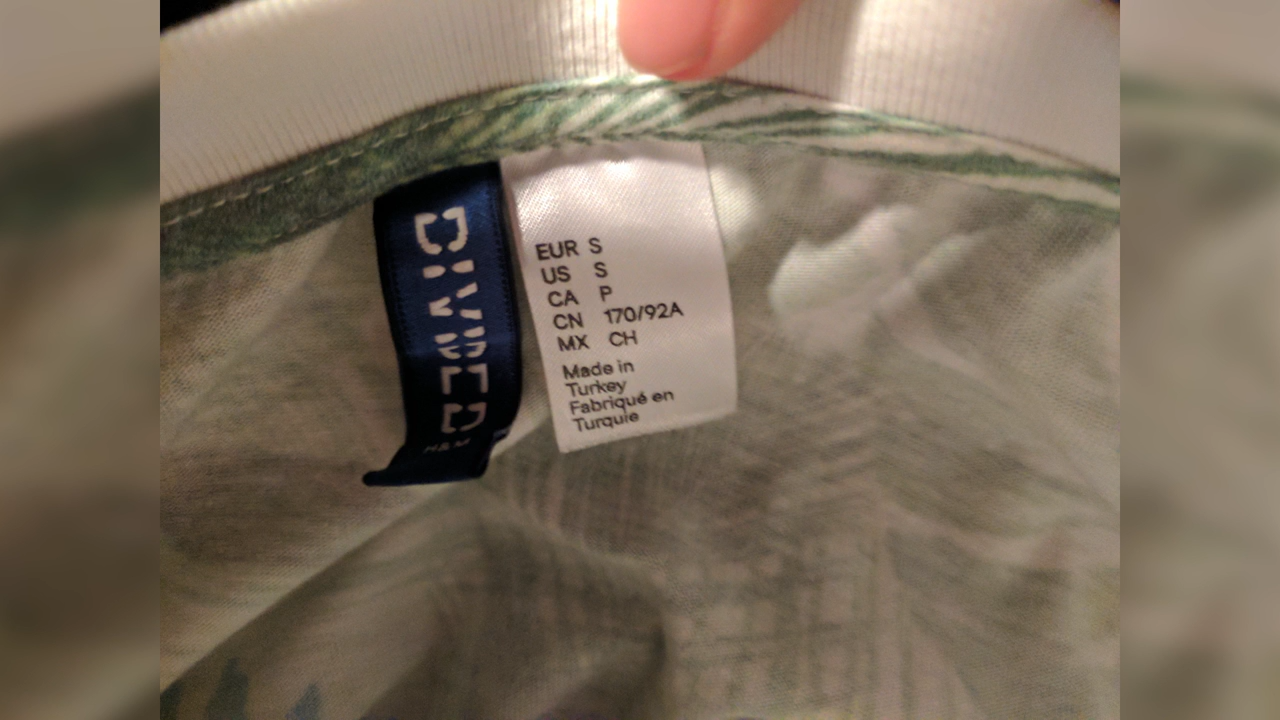 DIVIDED
H&M
EUR S
US S
CA P
CN 170/92A
MX CH
Made in
Turkey
Fabriqué en
Turquie